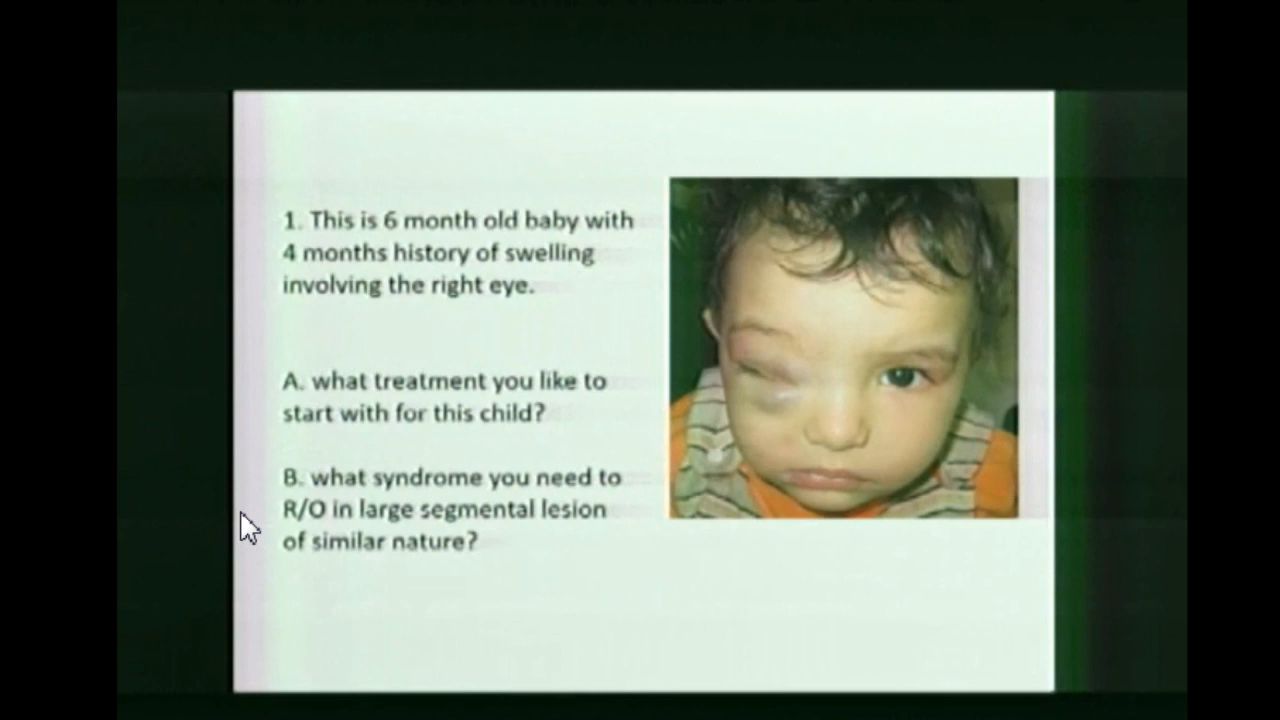 1. This is 6 month old baby with
4 months history of swelling
involving the right eye.
A. what treatment you like to
start with for this child?
B. what syndrome you need to
R/O in large segmental lesion
of similar nature?